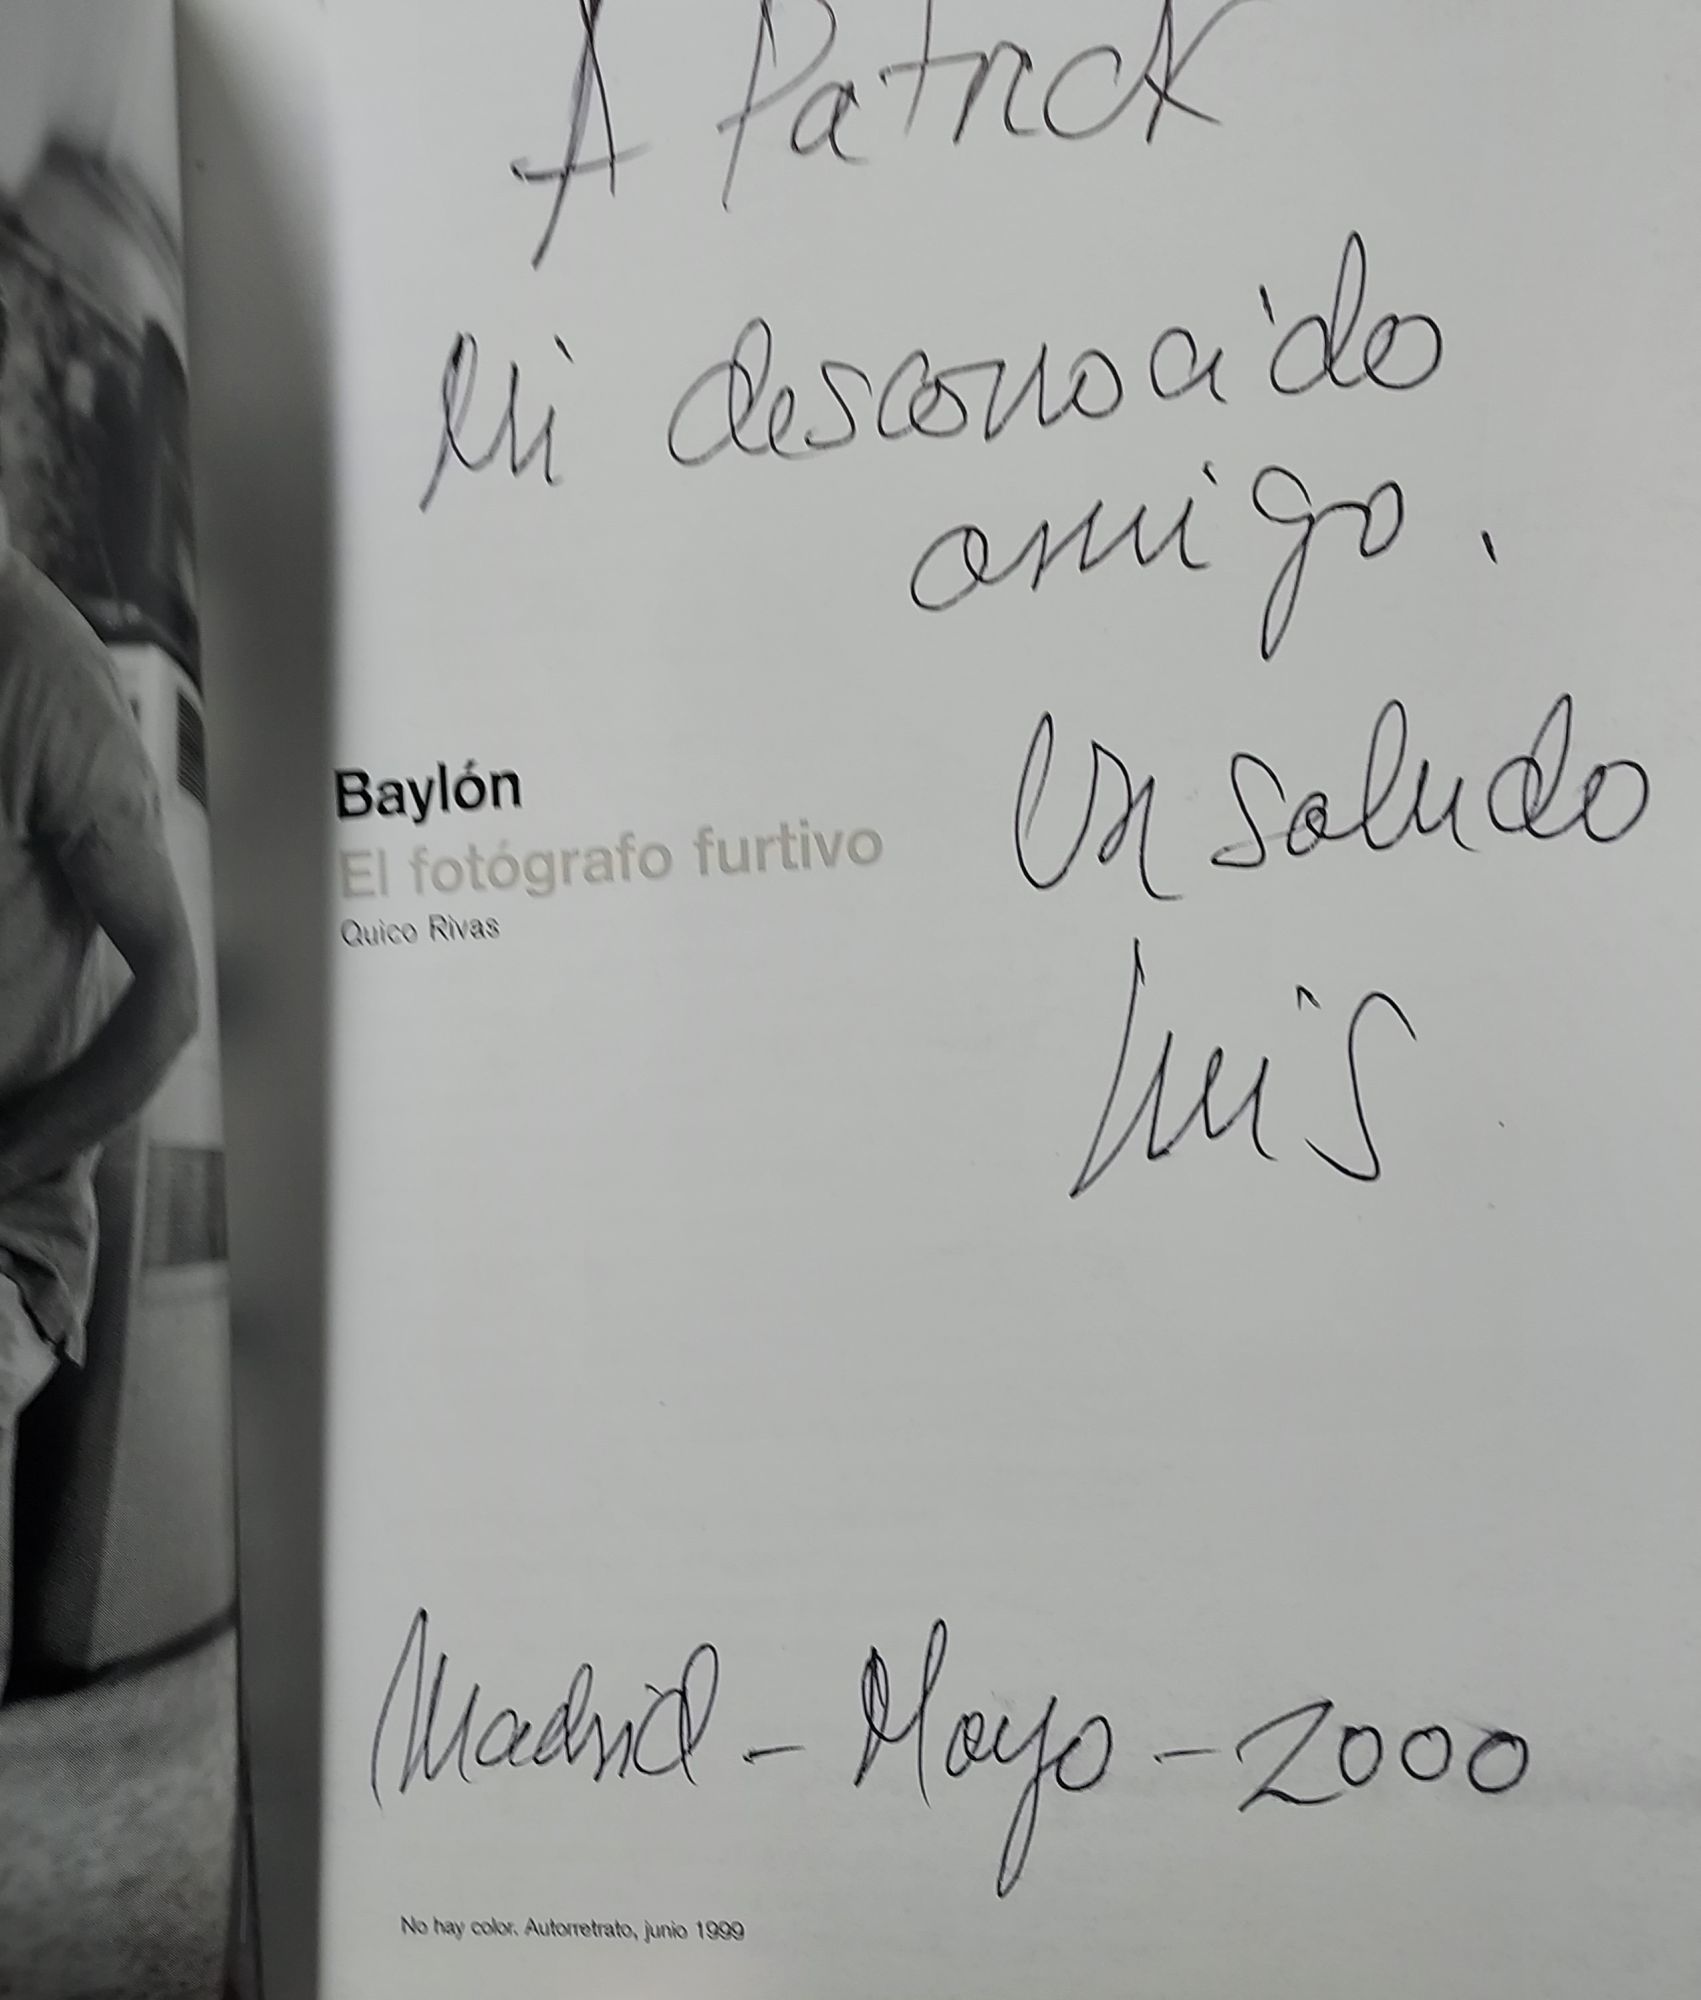 A Patrick
Mi desconocido
amigo.
Un saludo
Luis
Baylón
El fotógrafo furtivo
Quico Rivas
Madrid - Mayo - 2000
No hay color. Autorretrato, junio 1999